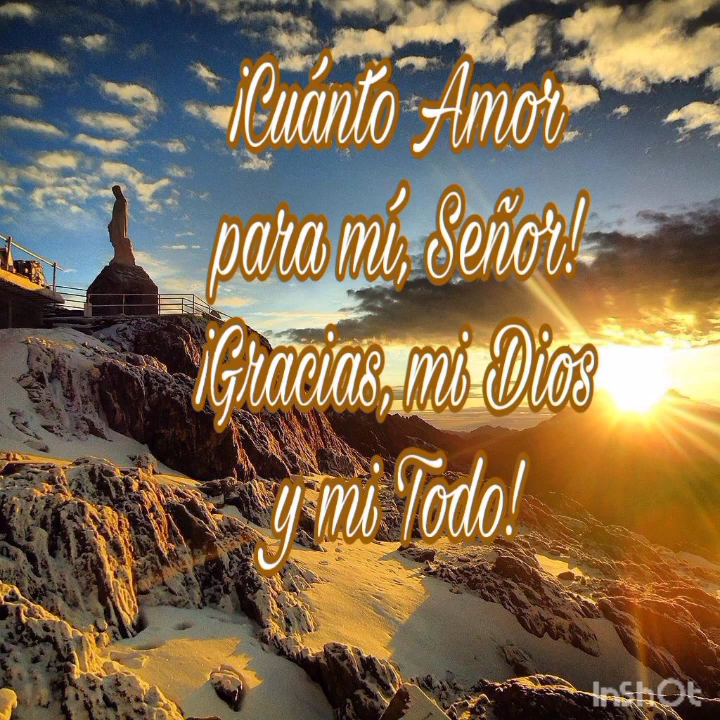 ¡Cuánto Amor
para mí, Señor!
¡Gracias, mi Dios
y mi Todo!
InShOt